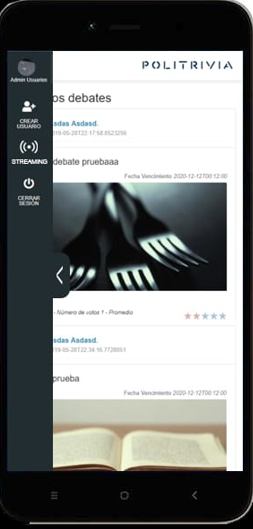 POLITRIVIA
Admin Usuarios
CREAR
USUARIO
STREAMING
CERRAR
SESIÓN
os debates
sdas Asdasd.
019-05-28T22:17:58.8523256
debate pruebaaa
Fecha Vencimiento 2020-12-12T00:12:00
- Número de votos 1 - Promedio
sdas Asdasd.
019-05-28T22:34:16.7728651
prueba
Fecha Vencimiento 2020-12-12T00:12:00